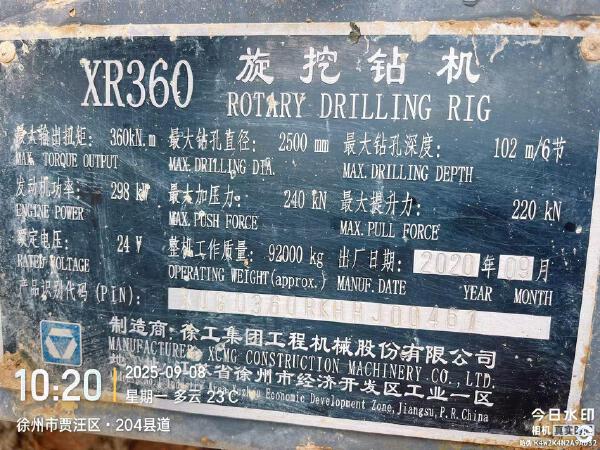 XR360 旋挖钻机
ROTARY DRILLING RIG
最大输出扭矩: 360kN.m 最大钻孔直径: 2500 mm 最大钻孔深度: 102 m/6节
MAX. TORQUE OUTPUT MAX. DRILLING DIA. MAX. DRILLING DEPTH
发动机功率: 298 kW 最大加压力: 240 kN 最大提升力: 220 kN
ENGINE POWER MAX. PUSH FORCE MAX. PULL FORCE
额定电压: 24 V 整机工作质量: 92000 kg 出厂日期: 2020 年 09 月
RATED VOLTAGE OPERATING WEIGHT(approx.) MANUF. DATE YEAR MONTH
产品识别代码(PIN):
制造商:徐工集团工程机械股份有限公司
MANUFACTURER: XCMG CONSTRUCTION MACHINERY CO., LTD.
地 省徐州市经济开发区工业一区
Industry Area Xuzhou Economic Development Zone, Jiangsu, P.R.China
10:20
2025-09-08
星期一 多云 23℃
徐州市贾汪区·204县道
今日水印
相机 真实
防伪 K4W2K4N2A9AD32